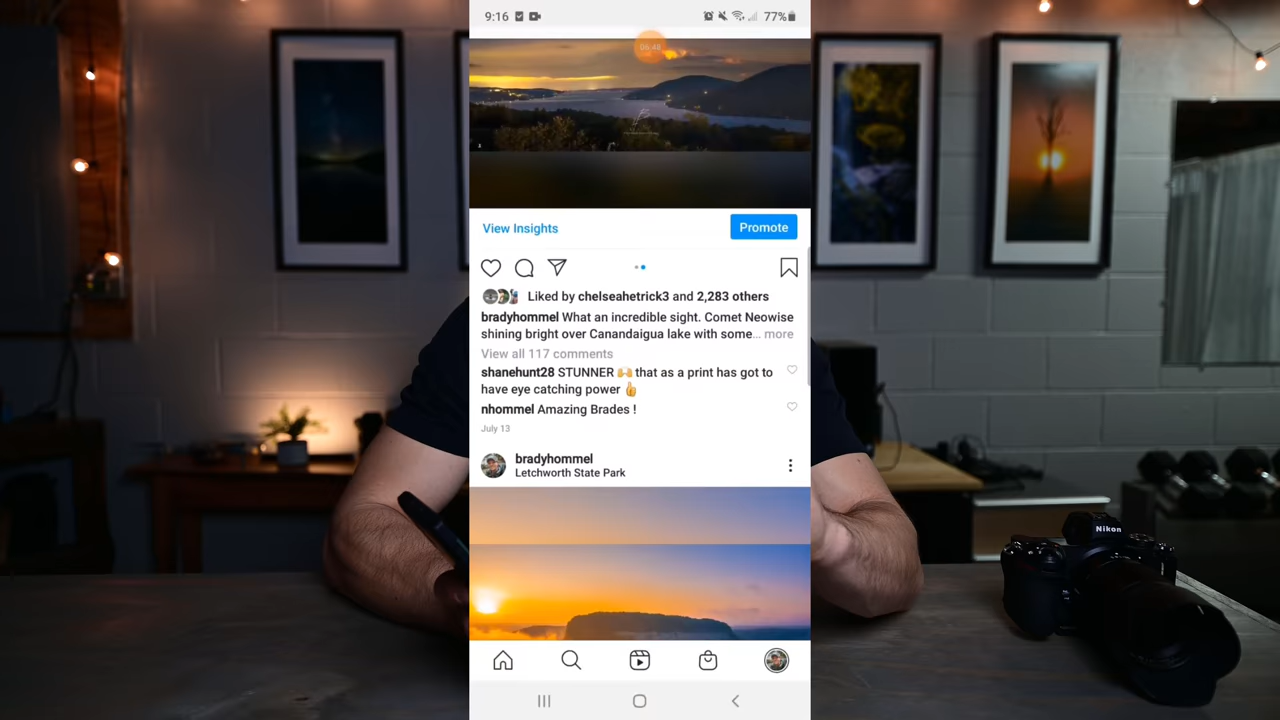 9:16
77%
06:48
View Insights
Promote
Liked by chelseahetrick3 and 2,283 others
bradyhommel What an incredible sight. Comet Neowise
shining bright over Canandaigua lake with some... more
View all 117 comments
shanehunt28 STUNNER 🙌 that as a print has got to
have eye catching power 👍
nhommel Amazing Brades !
July 13
bradyhommel
Letchworth State Park
Nikon